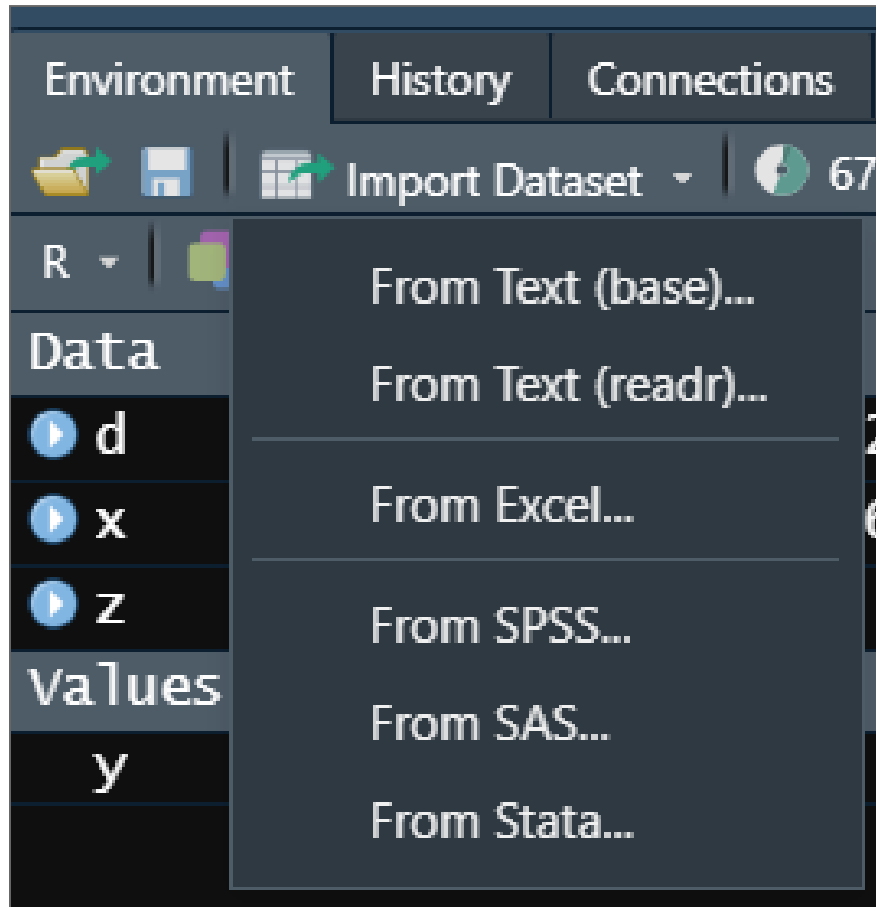 Environment History Connections
Import Dataset 67
R
From Text (base)...
Data
From Text (readr)...
d
From Excel...
x
z
From SPSS...
Values
From SAS...
y
From Stata...